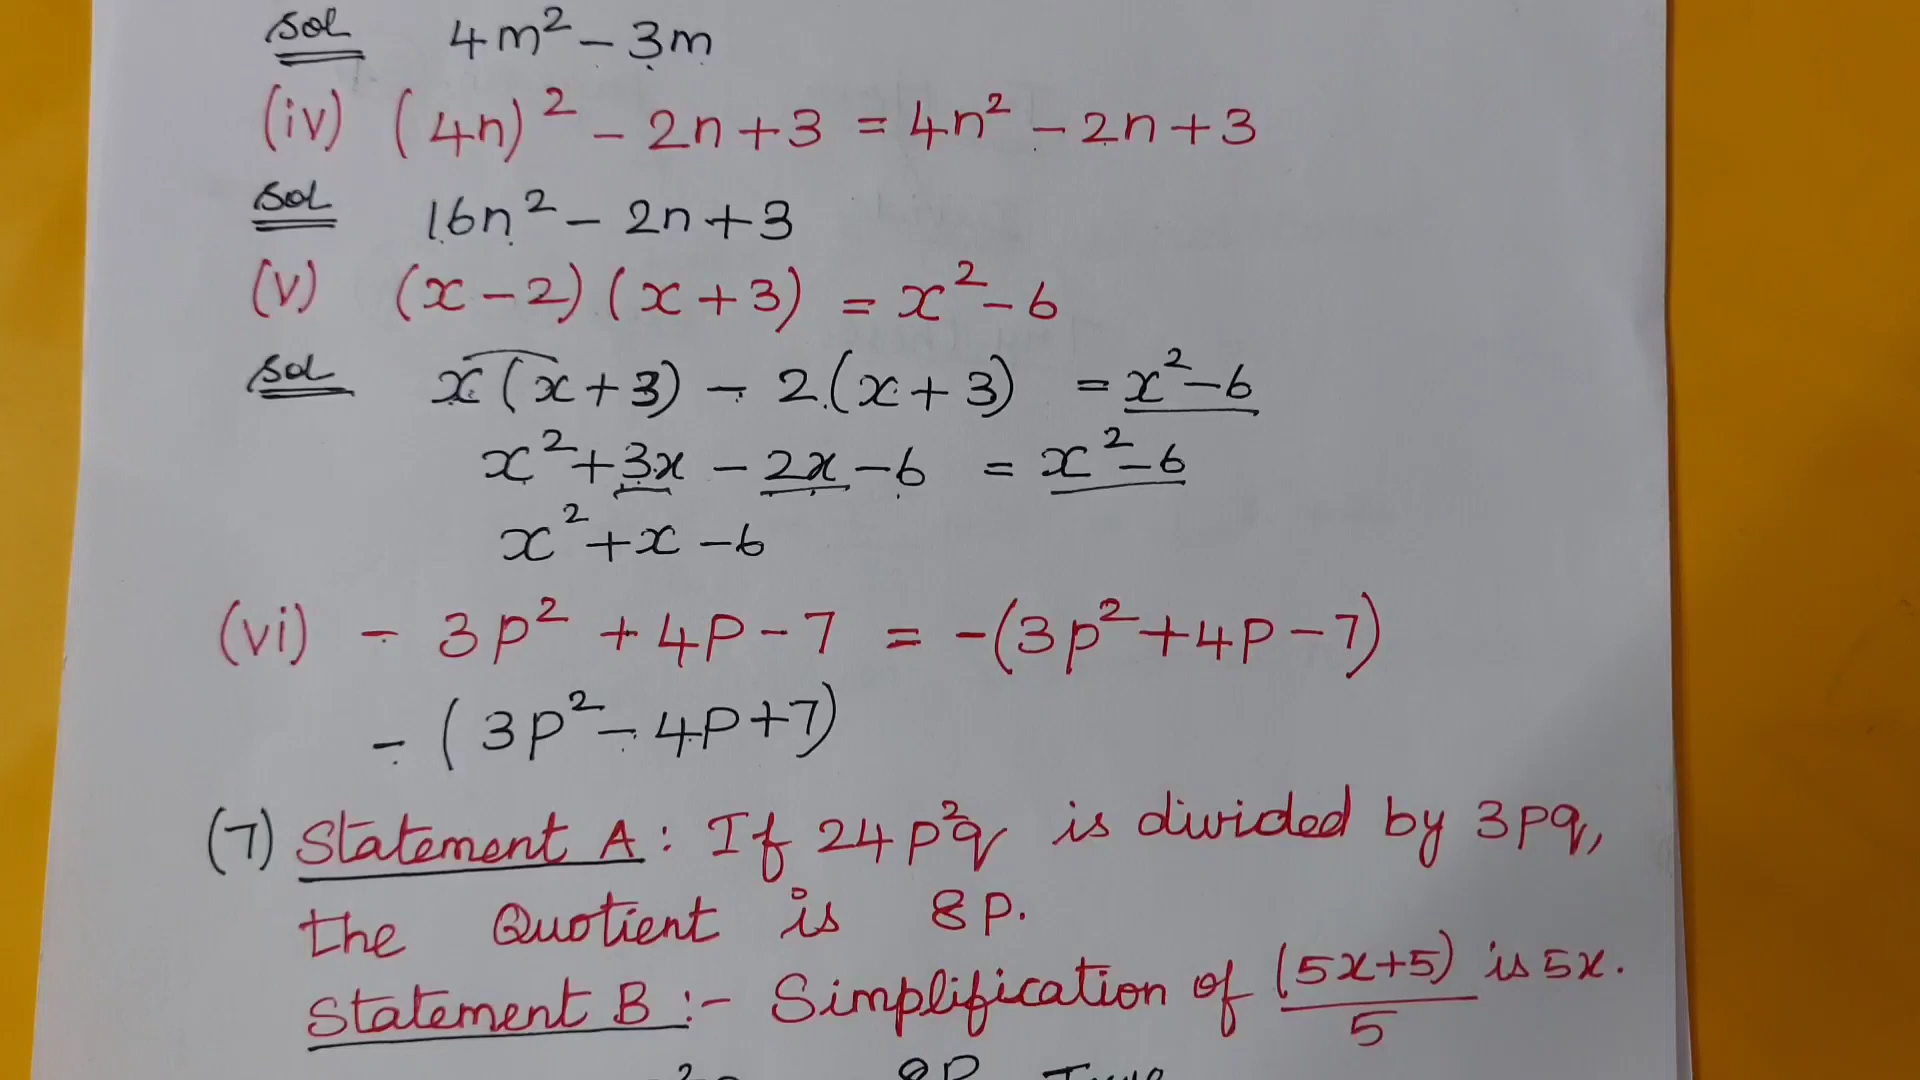 Sol 4m² - 3m
(iv) (4n)² - 2n + 3 = 4n² - 2n + 3
Sol 16n² - 2n + 3
(v) (x - 2) (x + 3) = x² - 6
Sol x(x + 3) - 2(x + 3) = x² - 6
x² + 3x - 2x - 6 = x² - 6
x² + x - 6
(vi) - 3p² + 4p - 7 = -(3p² + 4p - 7)
- (3p² - 4p + 7)
(7) Statement A: If 24p²q is divided by 3pq,
the Quotient is 8p.
Statement B :- Simplification of (5x+5)/5 is 5x.
8p True